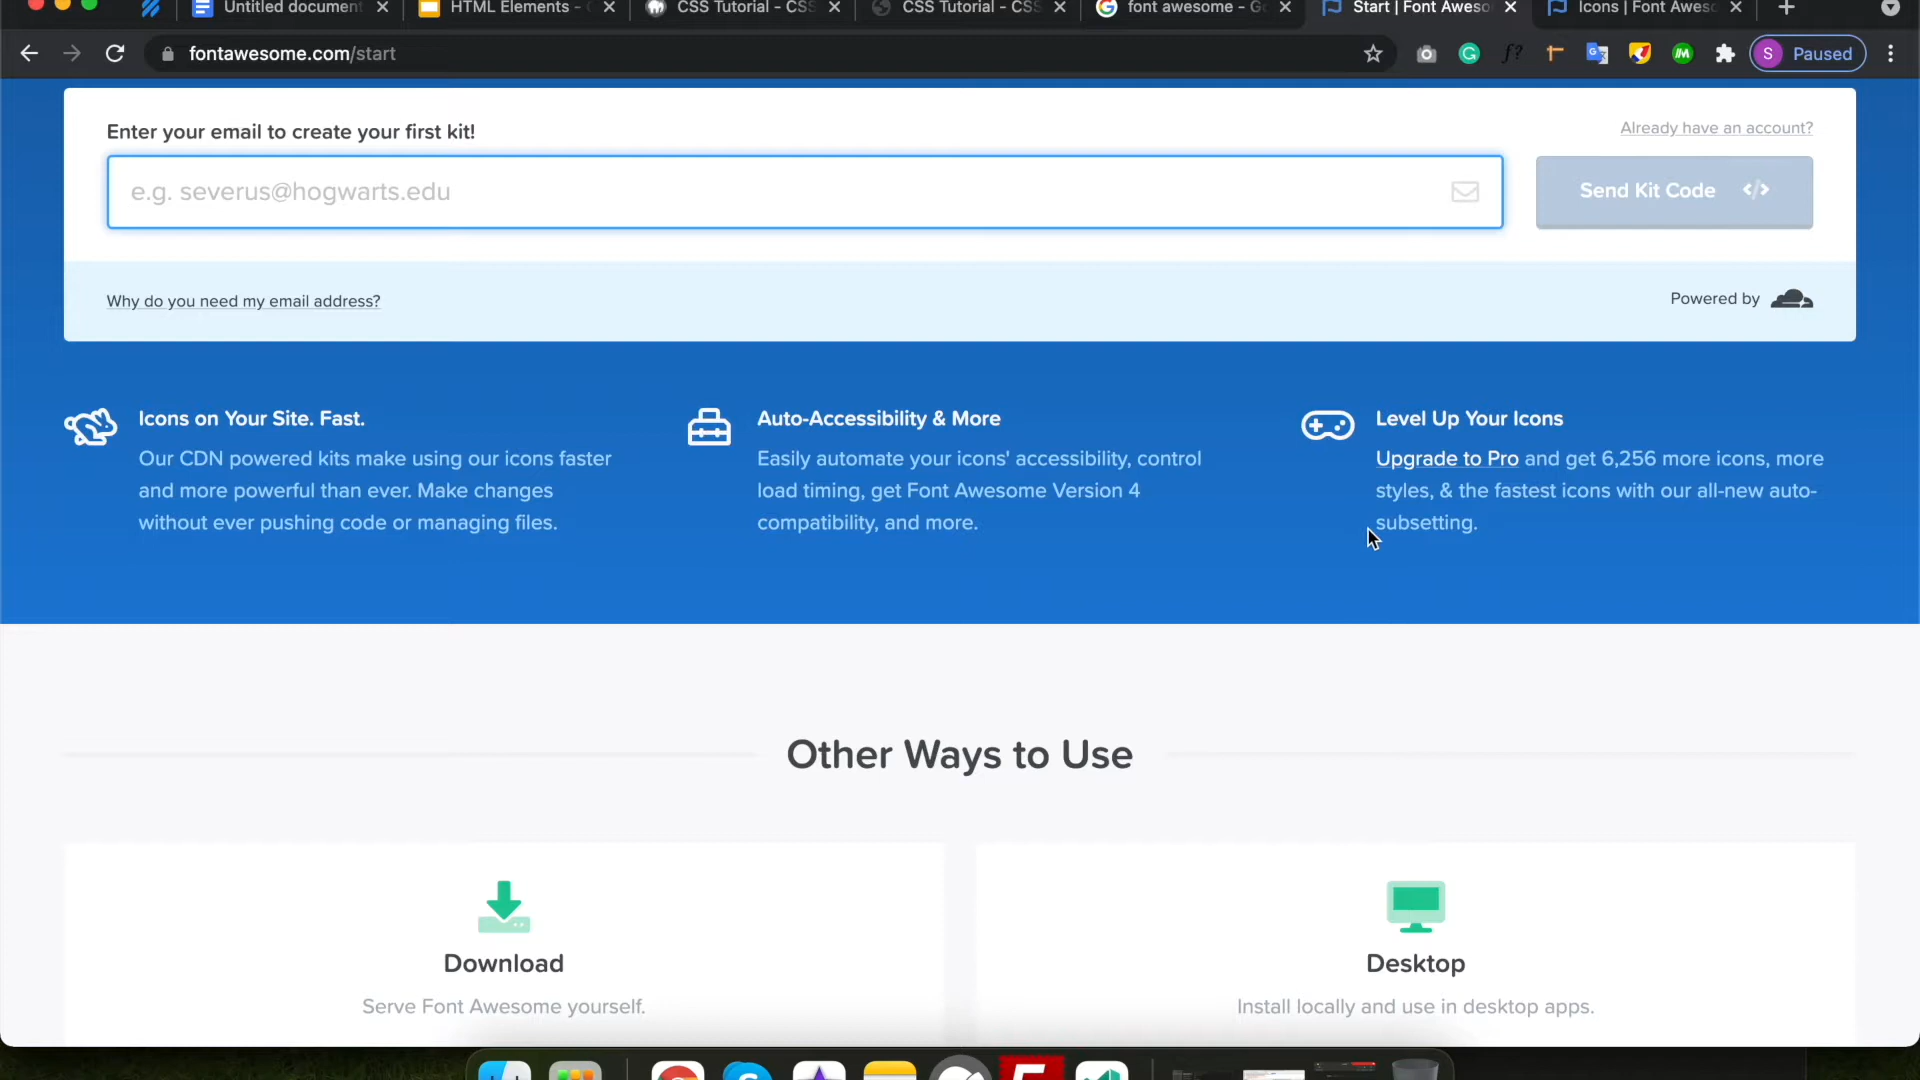 Untitled document
HTML Elements -
CSS Tutorial - CSS
CSS Tutorial - CSS
font awesome - Go
Start | Font Aweso
Icons | Font Aweso
fontawesome.com/start
S
Paused
Enter your email to create your first kit!
Already have an account?
e.g. severus@hogwarts.edu
Send Kit Code </>
Why do you need my email address?
Powered by
Icons on Your Site. Fast.
Our CDN powered kits make using our icons faster
and more powerful than ever. Make changes
without ever pushing code or managing files.
Auto-Accessibility & More
Easily automate your icons' accessibility, control
load timing, get Font Awesome Version 4
compatibility, and more.
Level Up Your Icons
Upgrade to Pro and get 6,256 more icons, more
styles, & the fastest icons with our all-new auto-
subsetting.
Other Ways to Use
Download
Serve Font Awesome yourself.
Desktop
Install locally and use in desktop apps.